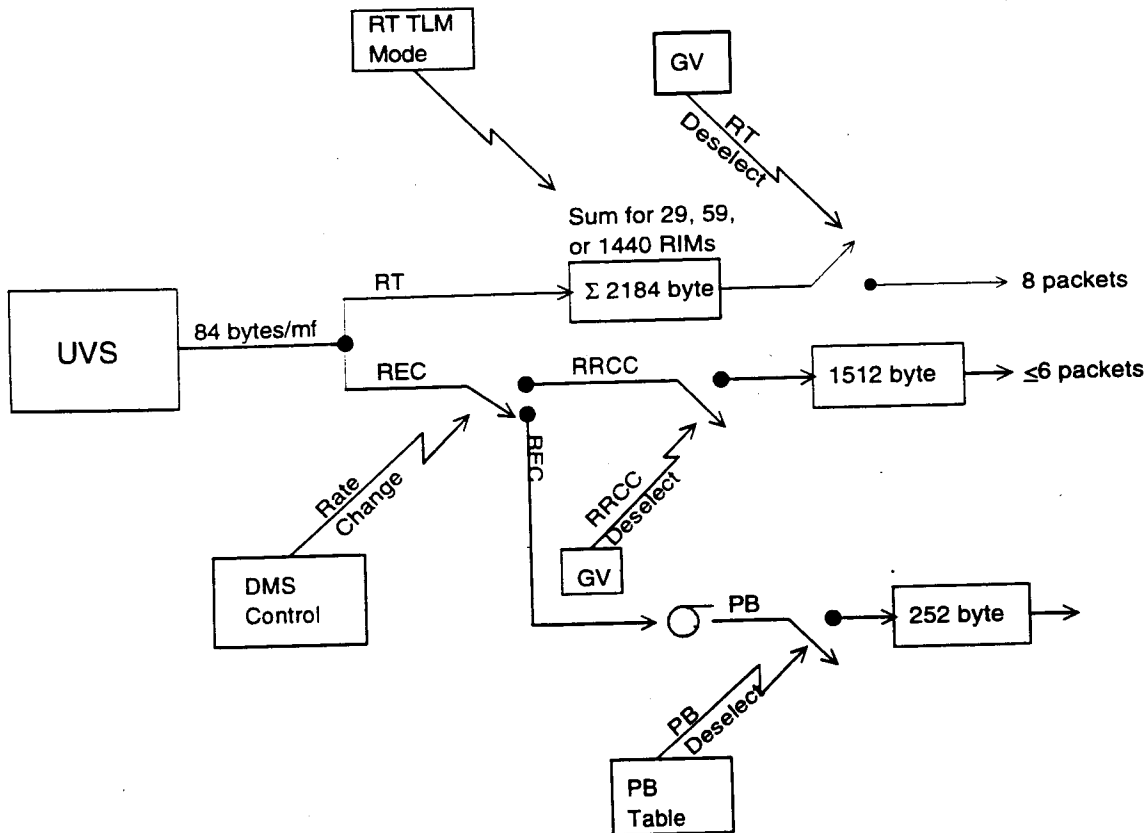 RT TLM
Mode
GV
RT
Deselect
Sum for 29, 59,
or 1440 RIMs
Σ 2184 byte
RT
8 packets
UVS
84 bytes/mf
REC
RRCC
1512 byte
≤6 packets
REC
Rate
Change
RRCC
Deselect
DMS
Control
GV
PB
252 byte
PB
Deselect
PB
Table